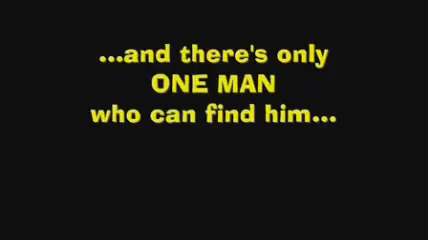 ...and there's only
ONE MAN
who can find him...